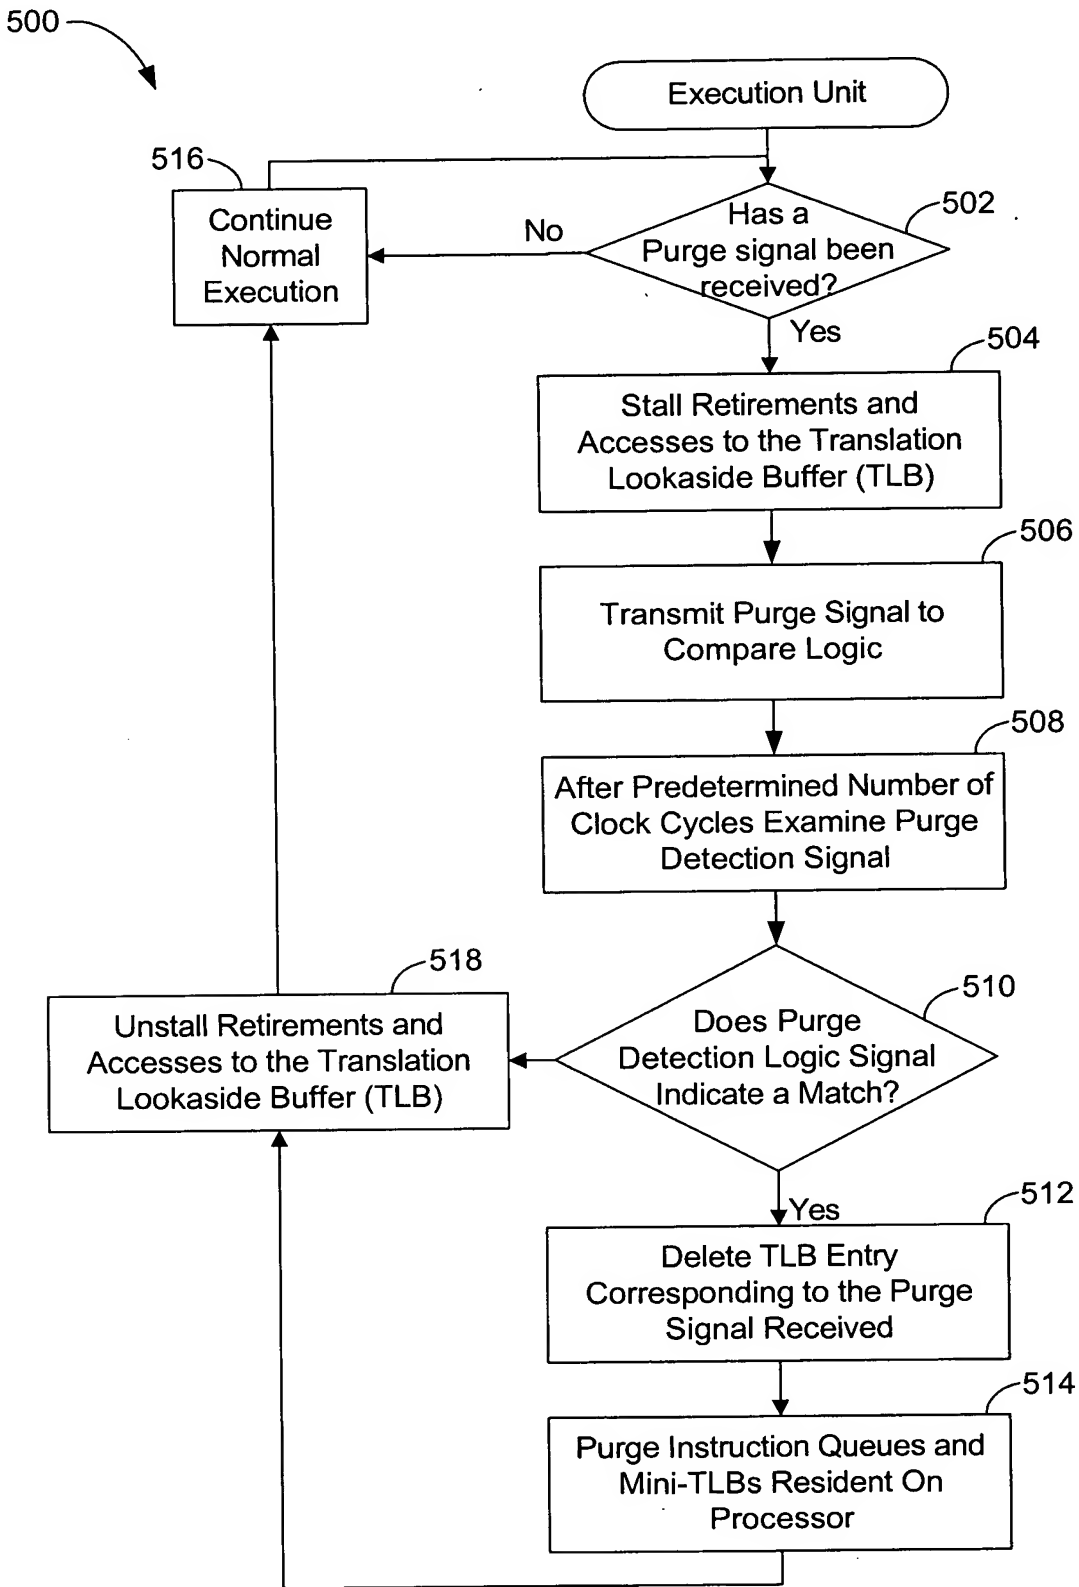 500
Execution Unit
516
Continue
Normal
Execution
No
Has a
Purge signal been
received?
502
Yes
504
Stall Retirements and
Accesses to the Translation
Lookaside Buffer (TLB)
506
Transmit Purge Signal to
Compare Logic
508
After Predetermined Number of
Clock Cycles Examine Purge
Detection Signal
518
Unstall Retirements and
Accesses to the Translation
Lookaside Buffer (TLB)
510
Does Purge
Detection Logic Signal
Indicate a Match?
Yes
512
Delete TLB Entry
Corresponding to the Purge
Signal Received
514
Purge Instruction Queues and
Mini-TLBs Resident On
Processor